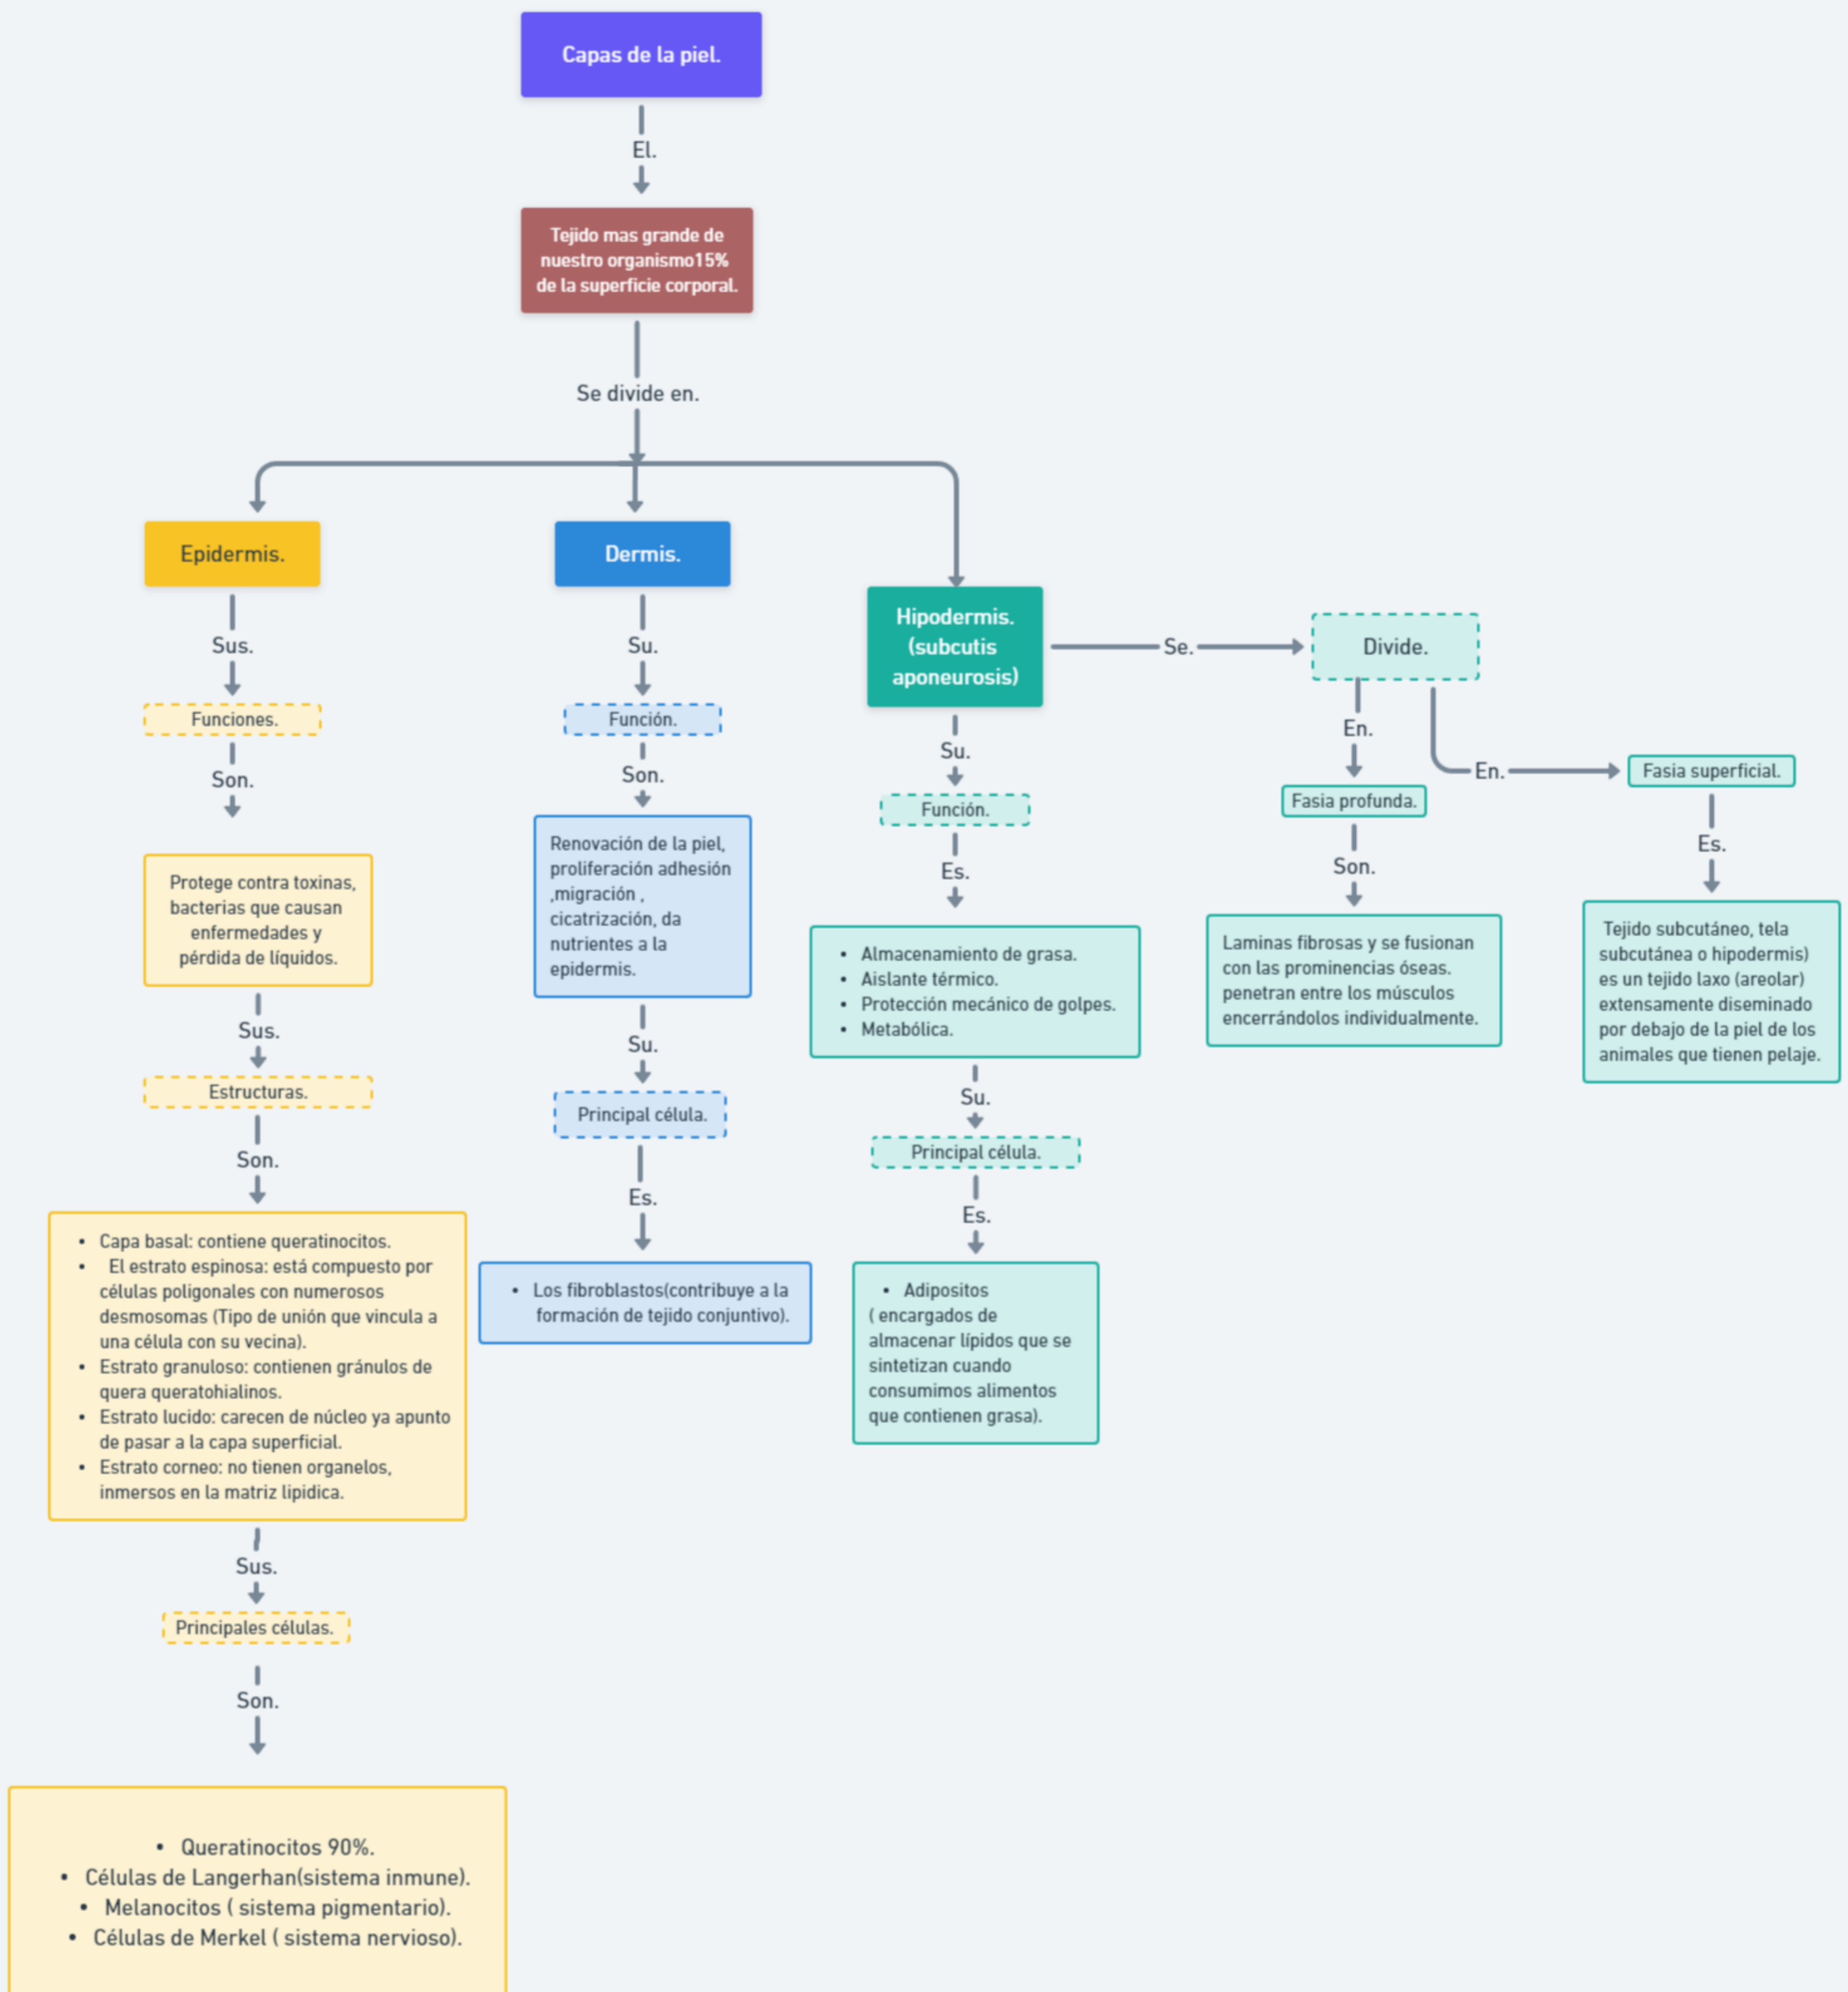 Capas de la piel.
El.
Tejido mas grande de
nuestro organismo15%
de la superficie corporal.
Se divide en.
Epidermis.
Sus.
Funciones.
Son.
Protege contra toxinas,
bacterias que causan
enfermedades y
pérdida de líquidos.
Sus.
Estructuras.
Son.
• Capa basal: contiene queratinocitos.
• El estrato espinosa: está compuesto por
células poligonales con numerosos
desmosomas (Tipo de unión que vincula a
una célula con su vecina).
• Estrato granuloso: contienen gránulos de
quera queratohialinos.
• Estrato lucido: carecen de núcleo ya apunto
de pasar a la capa superficial.
• Estrato corneo: no tienen organelos,
inmersos en la matriz lipidica.
Sus.
Principales células.
Son.
• Queratinocitos 90%.
• Células de Langerhan(sistema inmune).
• Melanocitos ( sistema pigmentario).
• Células de Merkel ( sistema nervioso).
Dermis.
Su.
Función.
Son.
Renovación de la piel,
proliferación adhesión
,migración ,
cicatrización, da
nutrientes a la
epidermis.
Su.
Principal célula.
Es.
• Los fibroblastos(contribuye a la
formación de tejido conjuntivo).
Hipodermis.
(subcutis
aponeurosis)
Su.
Función.
Es.
• Almacenamiento de grasa.
• Aislante térmico.
• Protección mecánico de golpes.
• Metabólica.
Su.
Principal célula.
Es.
• Adipositos
( encargados de
almacenar lípidos que se
sintetizan cuando
consumimos alimentos
que contienen grasa).
Se.
Divide.
En.
Fasia profunda.
Son.
Laminas fibrosas y se fusionan
con las prominencias óseas.
penetran entre los músculos
encerrándolos individualmente.
En.
Fasia superficial.
Es.
Tejido subcutáneo, tela
subcutánea o hipodermis)
es un tejido laxo (areolar)
extensamente diseminado
por debajo de la piel de los
animales que tienen pelaje.